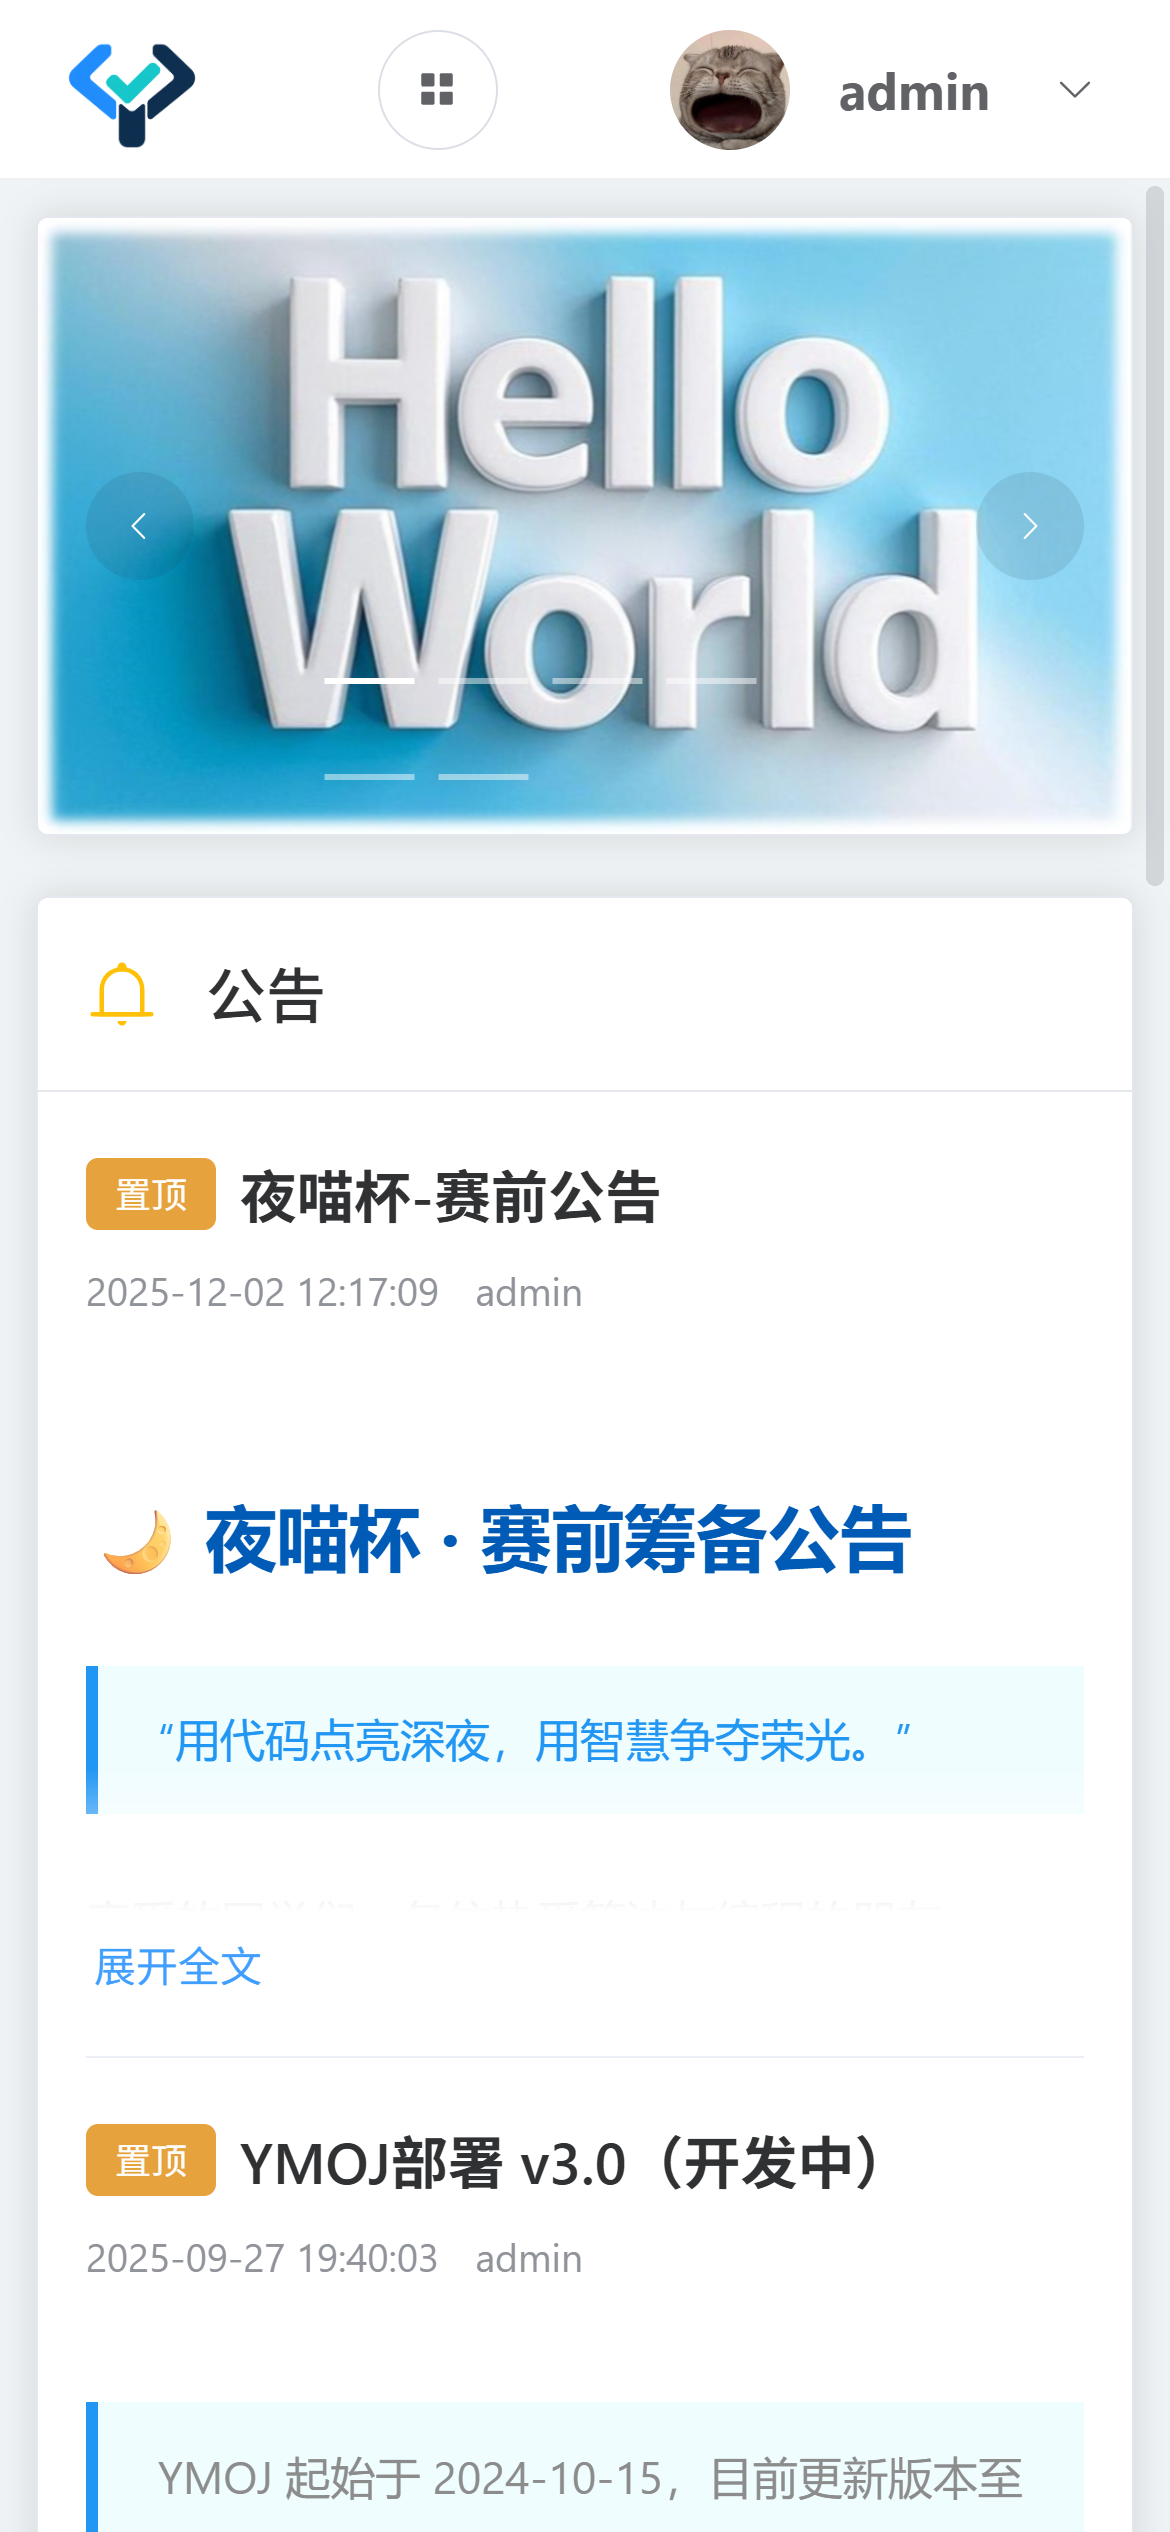 admin
Hello
World
公告
置顶 夜喵杯-赛前公告
2025-12-02 12:17:09 admin
🌙 夜喵杯 · 赛前筹备公告
“用代码点亮深夜，用智慧争夺荣光。”
展开全文
置顶 YMOJ部署 v3.0（开发中）
2025-09-27 19:40:03 admin
YMOJ 起始于 2024-10-15，目前更新版本至